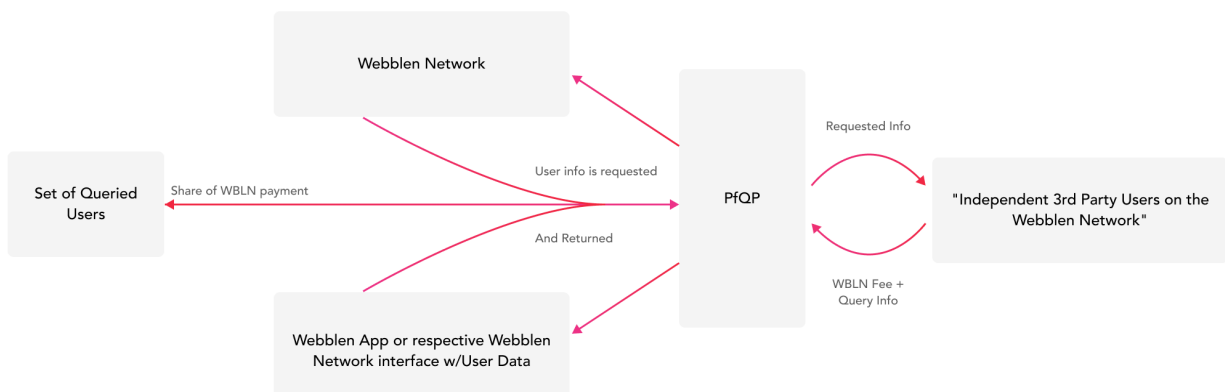 Webblen Network
Requested Info
User info is requested
Set of Queried
Users
Share of WBLN payment
PfQP
"Independent 3rd Party Users on the
Webblen Network"
And Returned
WBLN Fee +
Query Info
Webblen App or respective Webblen
Network interface w/User Data